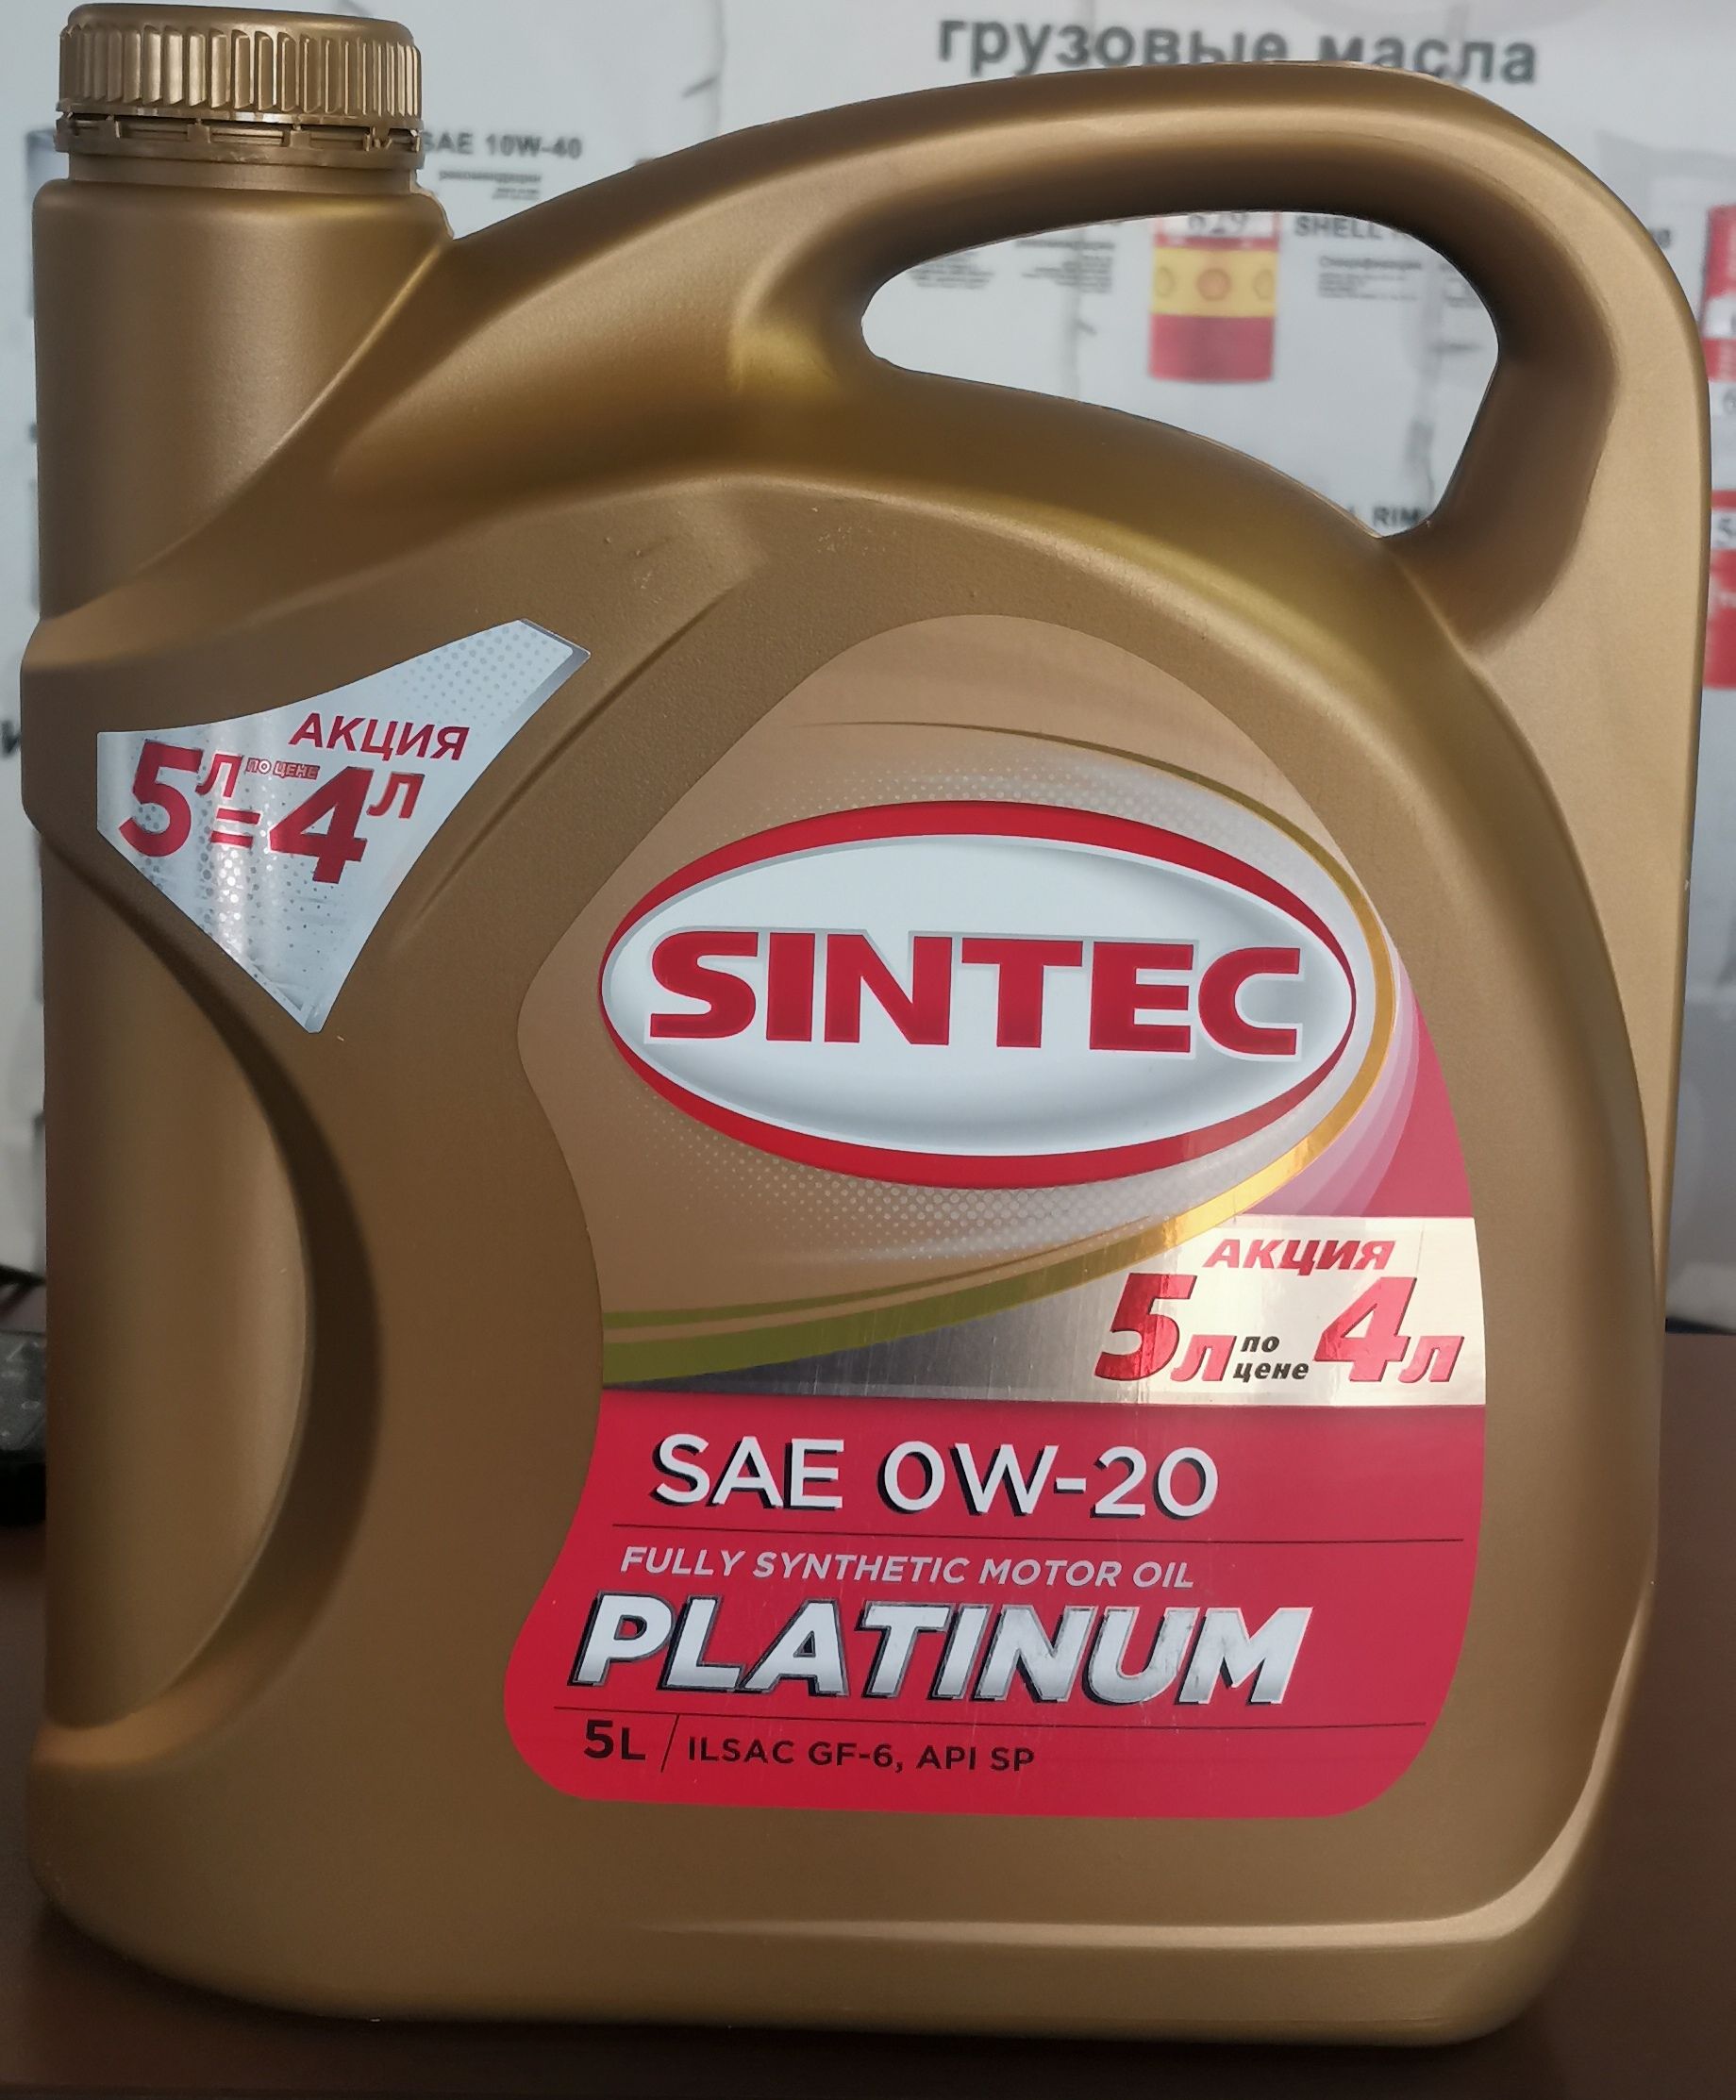 грузовые масла
SAE 10W-40
SHELL
АКЦИЯ
5л по цене = 4л
SINTEC
АКЦИЯ
5л по цене 4л
SAE 0W-20
FULLY SYNTHETIC MOTOR OIL
PLATINUM
5L / ILSAC GF-6, API SP